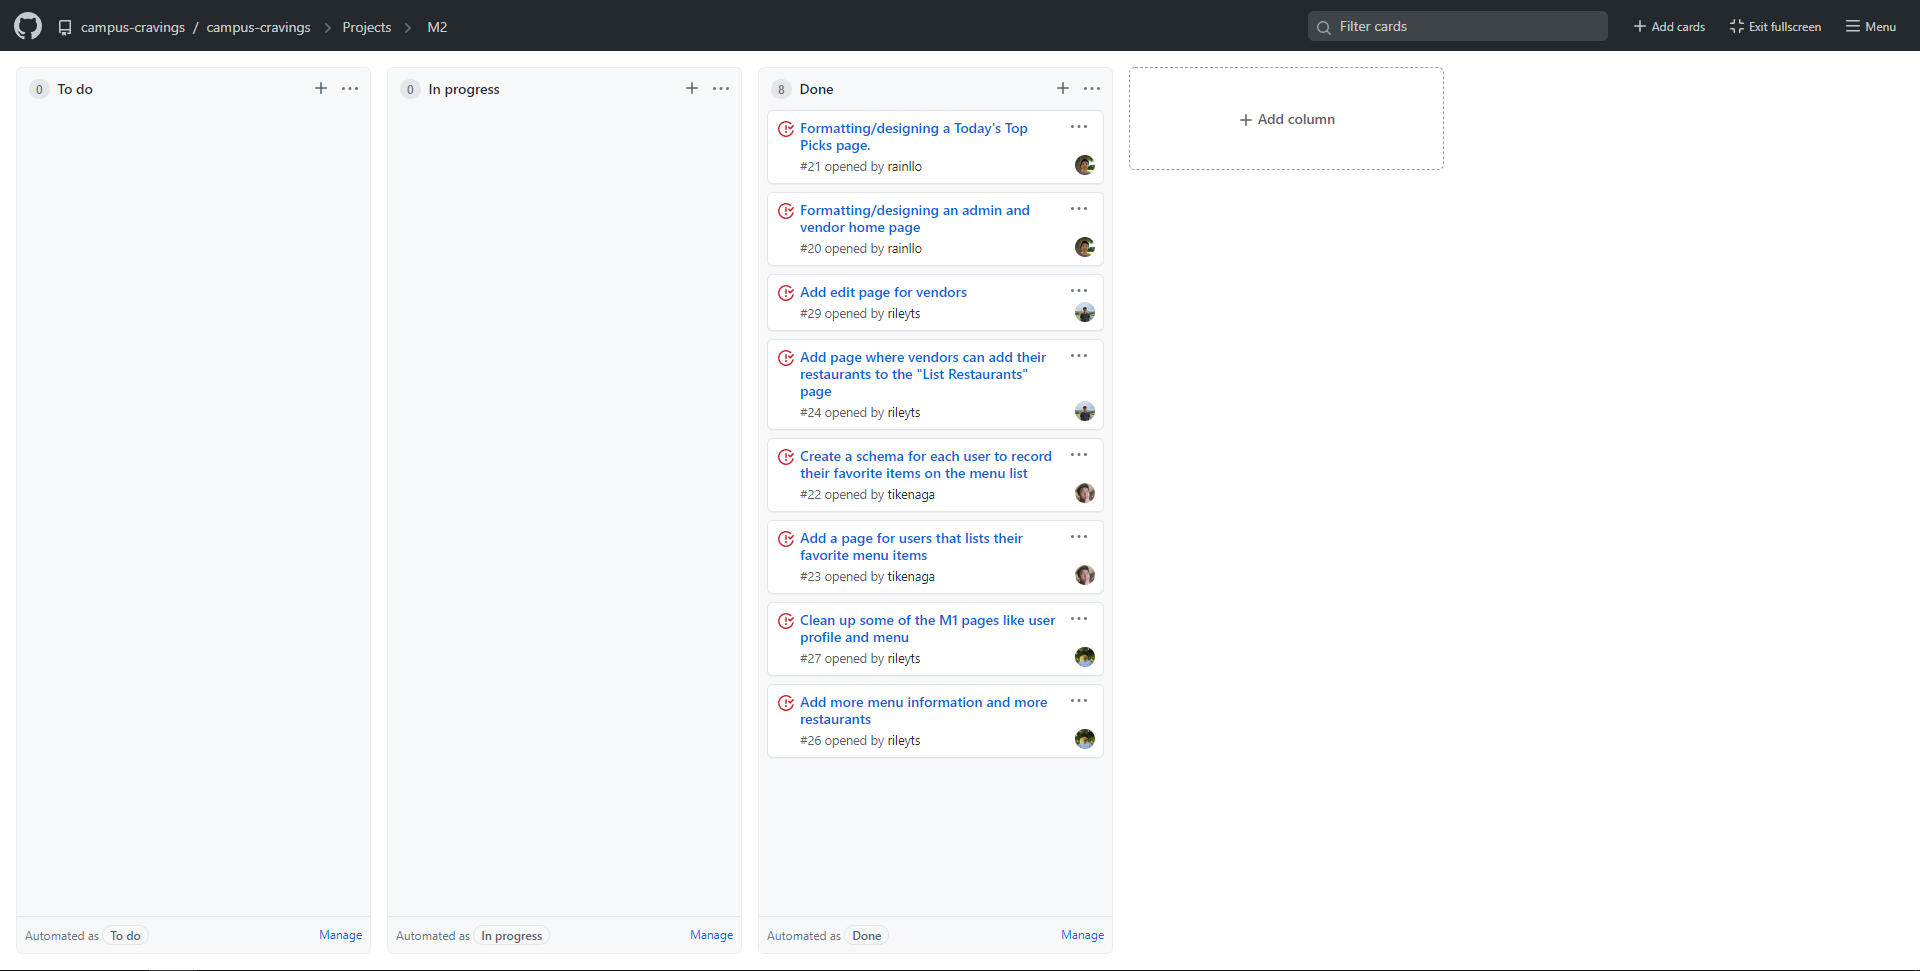 campus-cravings / campus-cravings > Projects > M2
Filter cards
+ Add cards
Exit fullscreen
Menu
0 To do + ...
0 In progress + ...
8 Done + ...
+ Add column
Formatting/designing a Today's Top
Picks page.
#21 opened by rainllo
Formatting/designing an admin and
vendor home page
#20 opened by rainllo
Add edit page for vendors
#29 opened by rileyts
Add page where vendors can add their
restaurants to the "List Restaurants"
page
#24 opened by rileyts
Create a schema for each user to record
their favorite items on the menu list
#22 opened by tikenaga
Add a page for users that lists their
favorite menu items
#23 opened by tikenaga
Clean up some of the M1 pages like user
profile and menu
#27 opened by rileyts
Add more menu information and more
restaurants
#26 opened by rileyts
Automated as To do Manage
Automated as In progress Manage
Automated as Done Manage